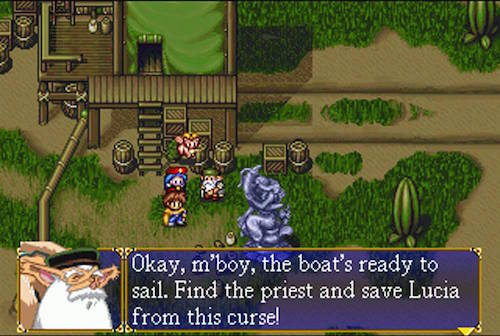 Okay, m'boy, the boat's ready to
sail. Find the priest and save Lucia
from this curse!